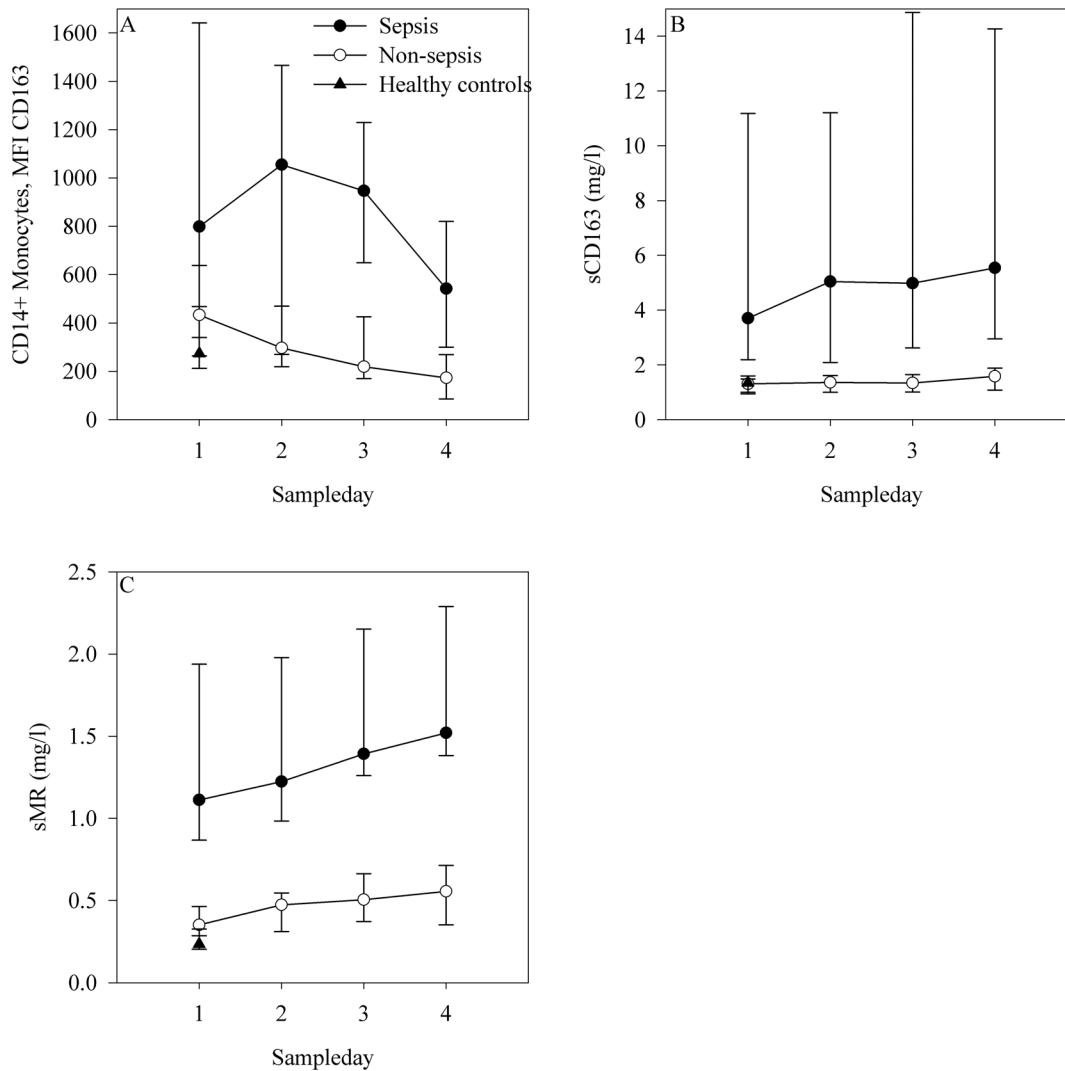 A
Sepsis
Non-sepsis
Healthy controls
CD14+ Monocytes, MFI CD163
1600
1400
1200
1000
800
600
400
200
0
1 2 3 4
Sampleday
B
sCD163 (mg/l)
14
12
10
8
6
4
2
0
1 2 3 4
Sampleday
C
sMR (mg/l)
2.5
2.0
1.5
1.0
0.5
0.0
1 2 3 4
Sampleday